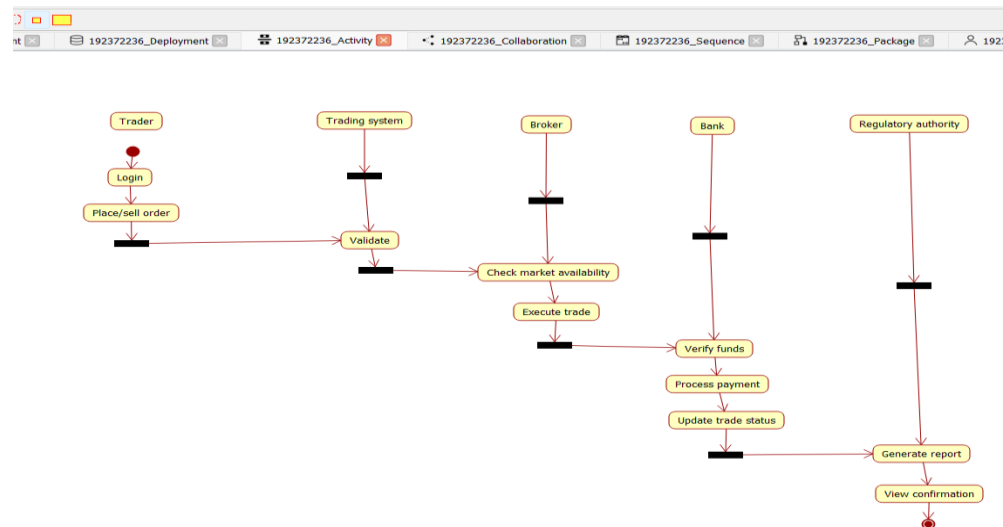 nt
192372236_Deployment
192372236_Activity
192372236_Collaboration
192372236_Sequence
192372236_Package
1923
Trader
Trading system
Broker
Bank
Regulatory authority
Login
Place/sell order
Validate
Check market availability
Execute trade
Verify funds
Process payment
Update trade status
Generate report
View confirmation